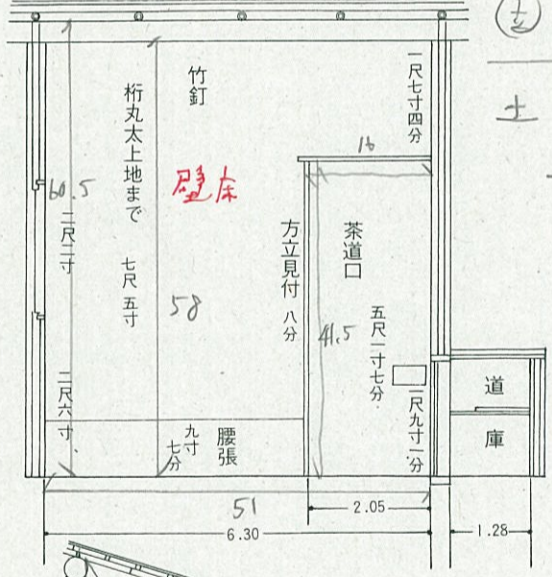 一尺七寸四分
竹釘
桁丸太上地まで 七尺五寸
壁床
16
60.5
二尺二寸
茶道口
方立見付 八分
五尺一寸七分
58
41.5
二尺六寸
一尺九寸一分
道
庫
腰張
九寸七分
51
2.05
6.30
1.28
土